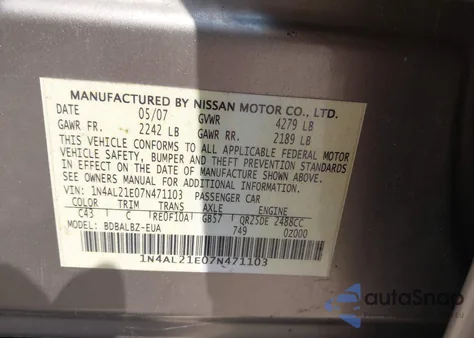 MANUFACTURED BY NISSAN MOTOR CO., LTD.
DATE 05/07 GVWR 4279 LB
GAWR FR. 2242 LB GAWR RR. 2189 LB
THIS VEHICLE CONFORMS TO ALL APPLICABLE FEDERAL MOTOR
VEHICLE SAFETY, BUMPER AND THEFT PREVENTION STANDARDS
IN EFFECT ON THE DATE OF MANUFACTURE SHOWN ABOVE.
SEE OWNERS MANUAL FOR ADDITIONAL INFORMATION
VIN: 1N4AL21E07N471103 PASSENGER CAR
COLOR TRIM TRANS AXLE ENGINE
C43 C RE0F10A GB57 QR25DE 2488CC
BDBALBZ-EUA 749 0Z000
1N4AL21E07N471103
autoSnap